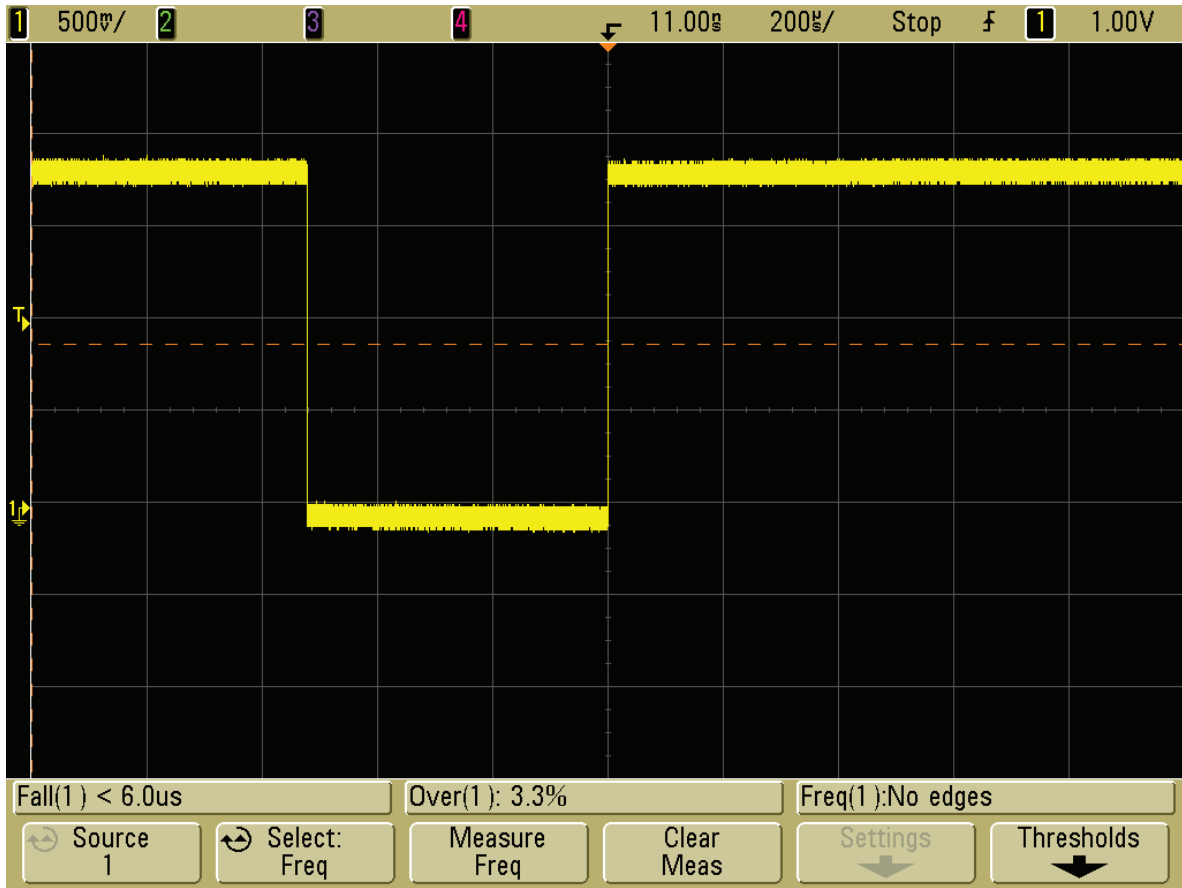 1 500mV/ 2 3 4 11.00ns 200µs/ Stop 1 1.00V
T
1
Fall(1) < 6.0us Over(1): 3.3% Freq(1):No edges
Source Select: Measure Clear Settings Thresholds
1 Freq Freq Meas